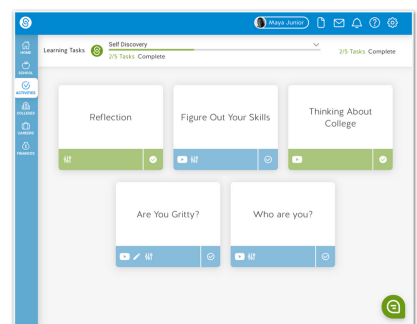 Maya Junior
HOME
SCHOOL
ACTIVITIES
COLLEGES
CAREERS
FINANCES
Learning Tasks
Self Discovery
2/5 Tasks Complete
2/5 Tasks Complete
Reflection
Figure Out Your Skills
Thinking About
College
Are You Gritty?
Who are you?